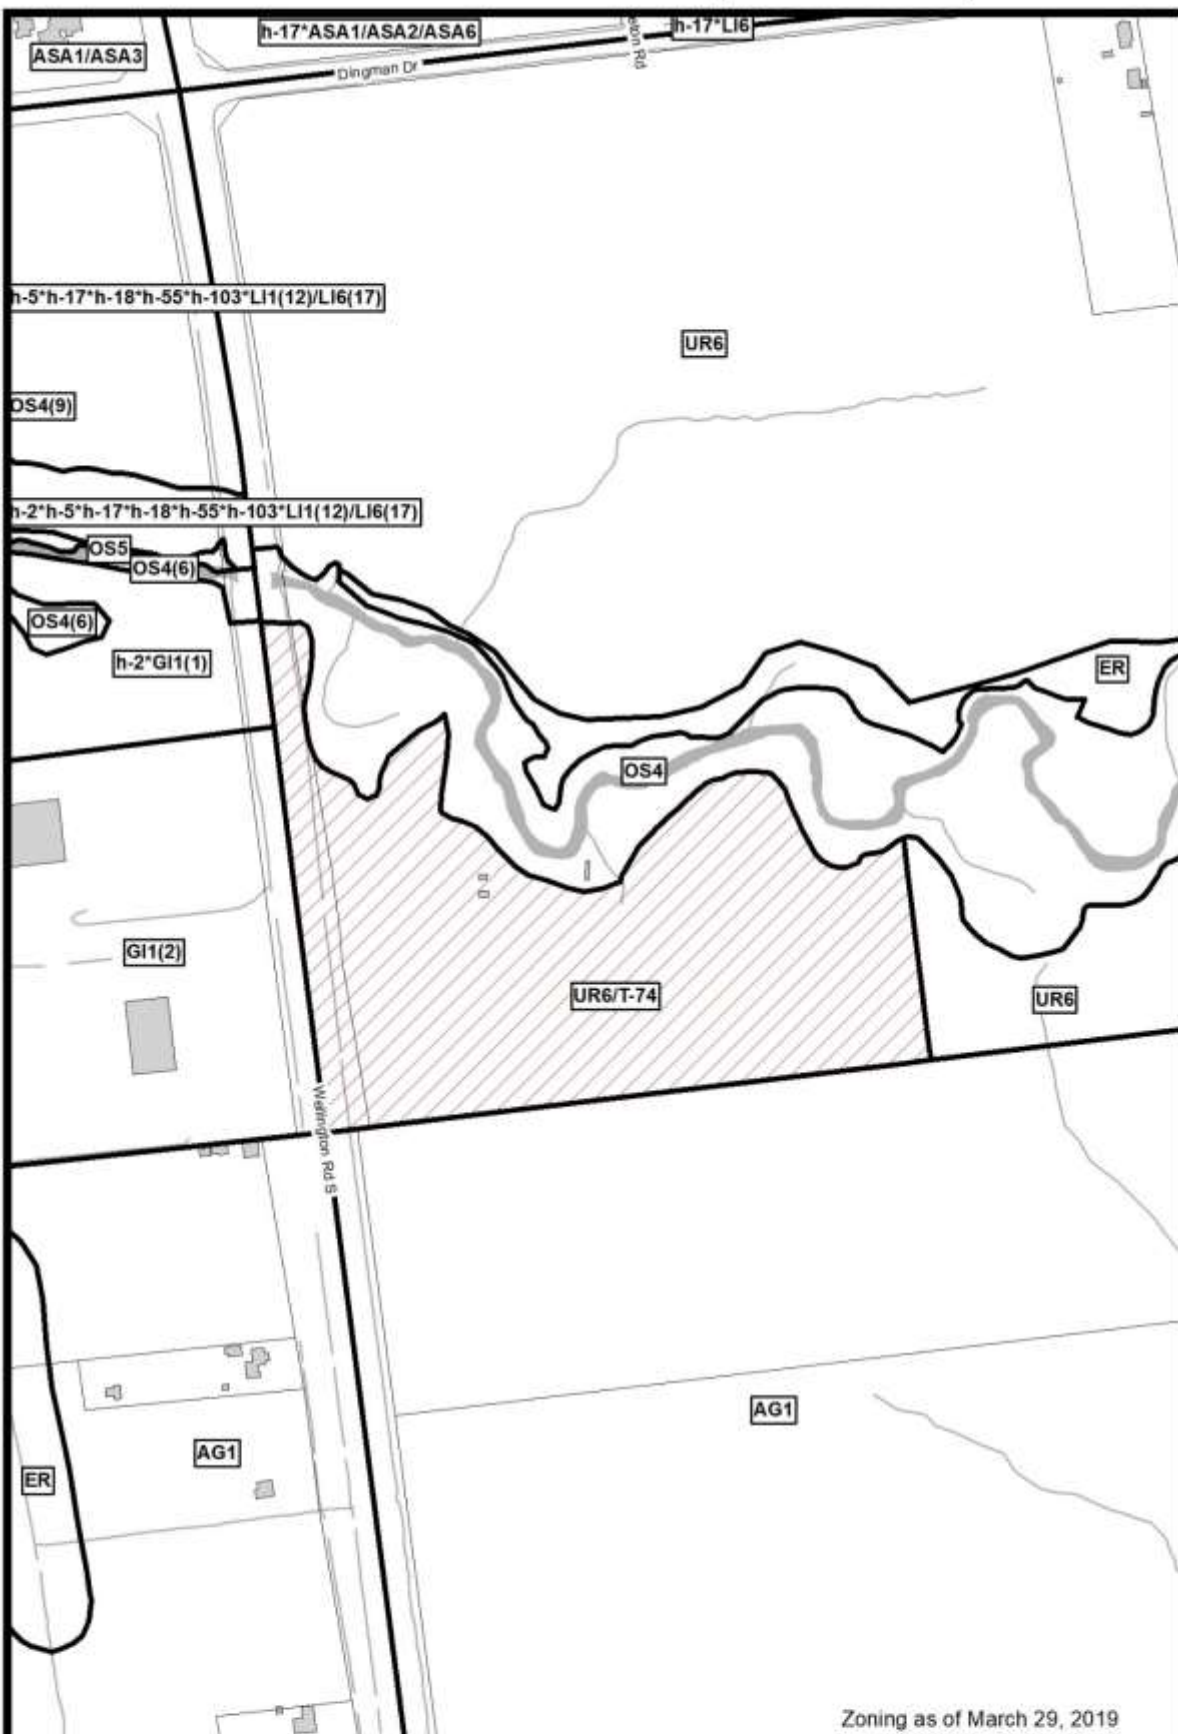 h-17*ASA1/ASA2/ASA6
h-17*LI6
ASA1/ASA3
Dingman Dr
Rd
h-5*h-17*h-18*h-55*h-103*LI1(12)/LI6(17)
UR6
OS4(9)
h-2*h-5*h-17*h-18*h-55*h-103*LI1(12)/LI6(17)
OS5
OS4(6)
OS4(6)
h-2*GI1(1)
ER
OS4
GI1(2)
UR6/T-74
UR6
Wellington Rd S
AG1
AG1
ER
Zoning as of March 29, 2019